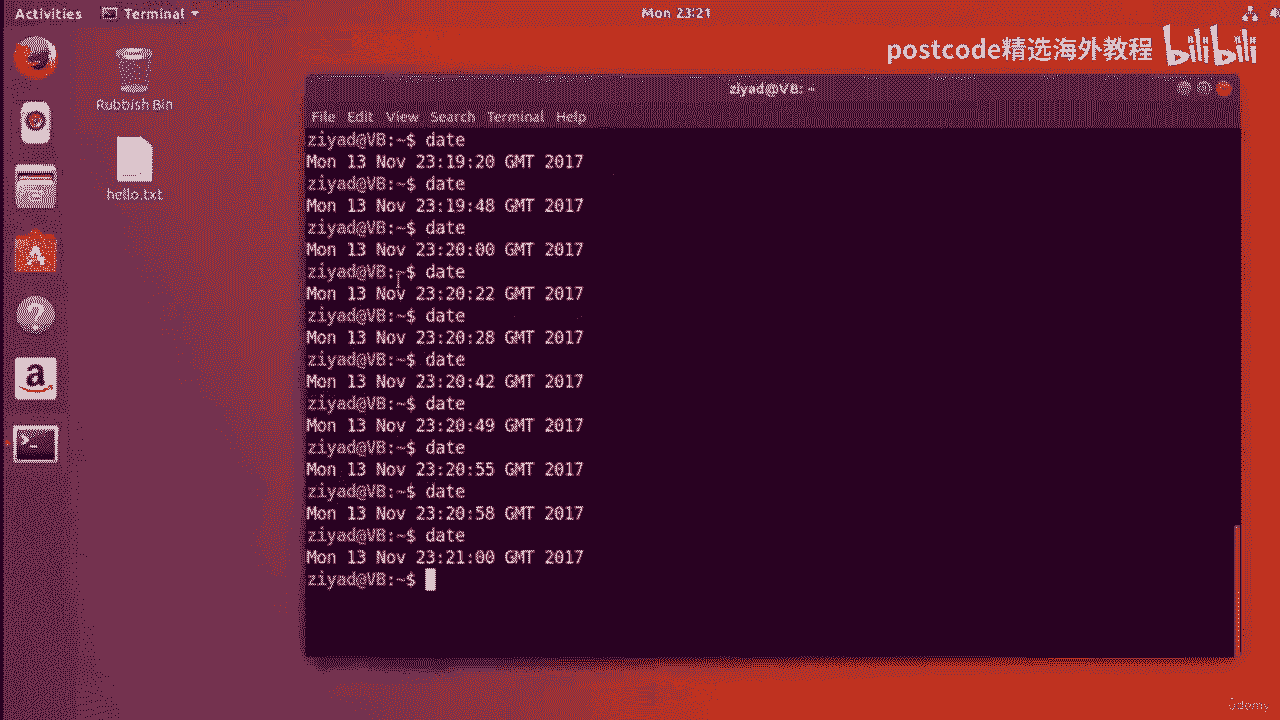 Activities Terminal Mon 23:21
postcode精选海外教程 bilibili
Rubbish Bin
hello.txt
ziyad@VB: ~
File Edit View Search Terminal Help
ziyad@VB:~$ date
Mon 13 Nov 23:19:20 GMT 2017
ziyad@VB:~$ date
Mon 13 Nov 23:19:48 GMT 2017
ziyad@VB:~$ date
Mon 13 Nov 23:20:00 GMT 2017
ziyad@VB:~$ date
Mon 13 Nov 23:20:22 GMT 2017
ziyad@VB:~$ date
Mon 13 Nov 23:20:28 GMT 2017
ziyad@VB:~$ date
Mon 13 Nov 23:20:42 GMT 2017
ziyad@VB:~$ date
Mon 13 Nov 23:20:49 GMT 2017
ziyad@VB:~$ date
Mon 13 Nov 23:20:55 GMT 2017
ziyad@VB:~$ date
Mon 13 Nov 23:20:58 GMT 2017
ziyad@VB:~$ date
Mon 13 Nov 23:21:00 GMT 2017
ziyad@VB:~$
Udemy